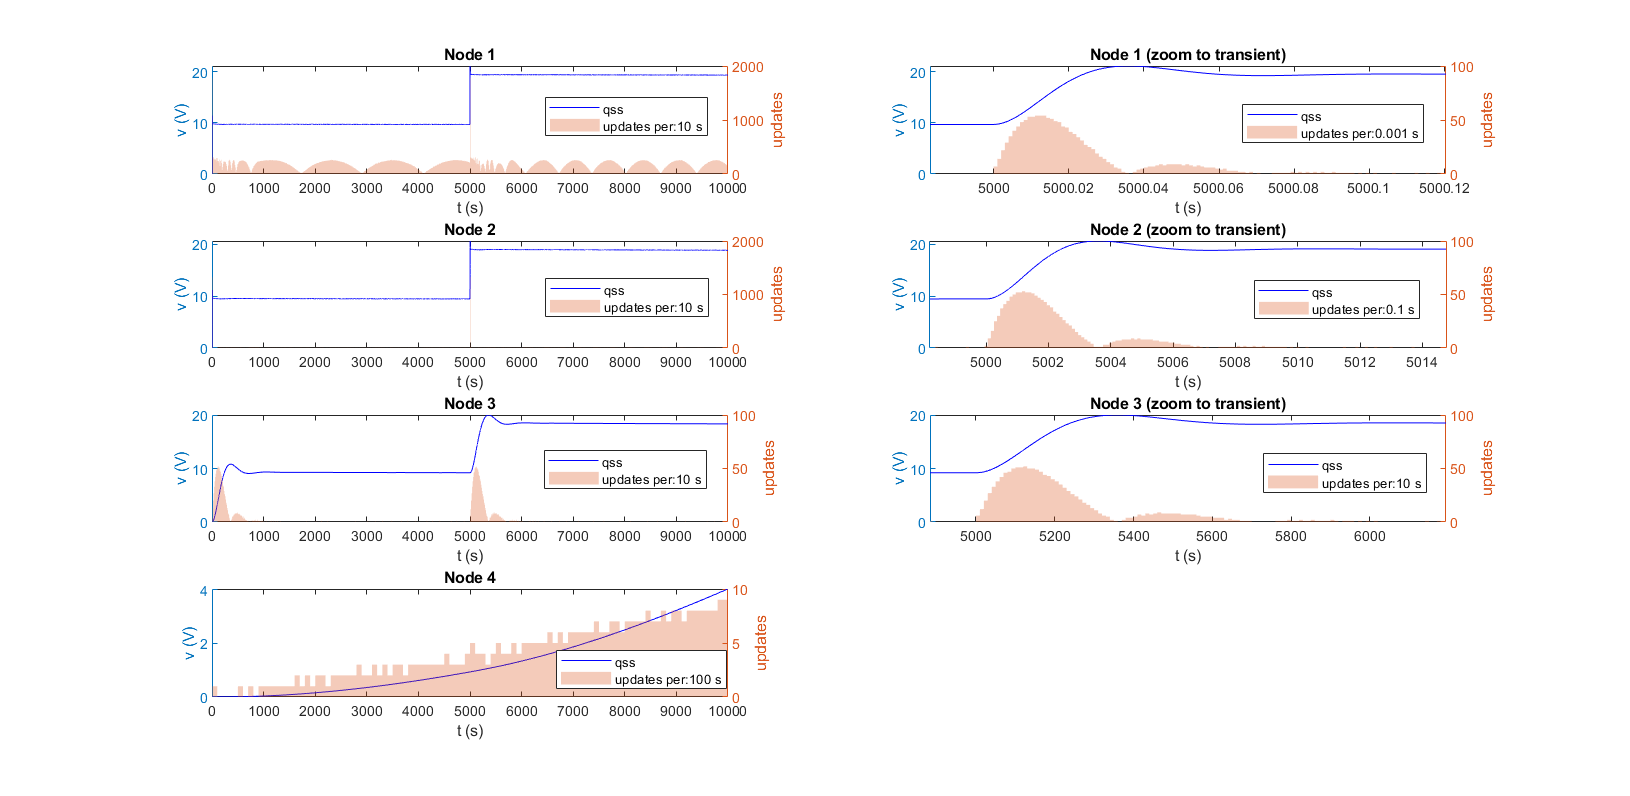 Node 1
20
10
0
v (V)
2000
1000
0
updates
qss
updates per:10 s
0 1000 2000 3000 4000 5000 6000 7000 8000 9000 10000
t (s)
Node 1 (zoom to transient)
20
10
0
v (V)
100
50
0
updates
qss
updates per:0.001 s
5000 5000.02 5000.04 5000.06 5000.08 5000.1 5000.12
t (s)
Node 2
20
10
0
v (V)
2000
1000
0
updates
qss
updates per:10 s
0 1000 2000 3000 4000 5000 6000 7000 8000 9000 10000
t (s)
Node 2 (zoom to transient)
20
10
0
v (V)
100
50
0
updates
qss
updates per:0.1 s
5000 5002 5004 5006 5008 5010 5012 5014
t (s)
Node 3
20
10
0
v (V)
100
50
0
updates
qss
updates per:10 s
0 1000 2000 3000 4000 5000 6000 7000 8000 9000 10000
t (s)
Node 3 (zoom to transient)
20
10
0
v (V)
100
50
0
updates
qss
updates per:10 s
5000 5200 5400 5600 5800 6000
t (s)
Node 4
4
2
0
v (V)
10
5
0
updates
qss
updates per:100 s
0 1000 2000 3000 4000 5000 6000 7000 8000 9000 10000
t (s)